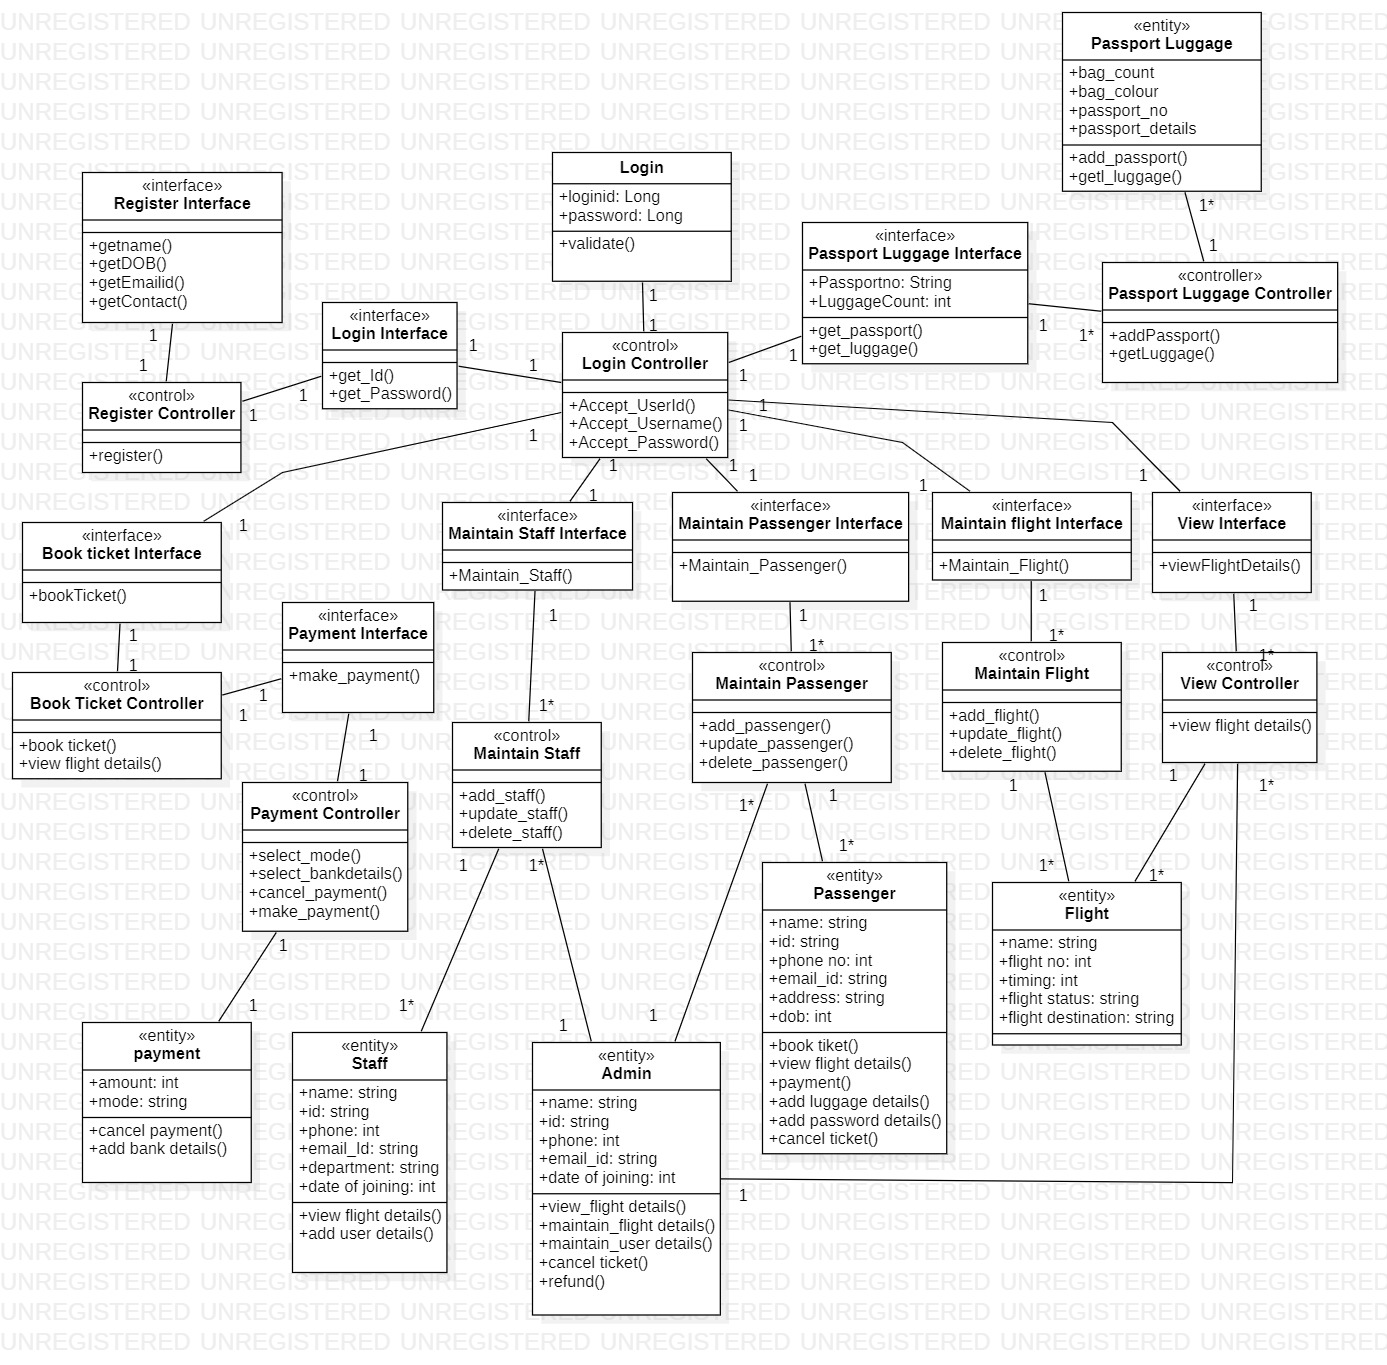 «entity»
Passport Luggage
+bag_count
+bag_colour
+passport_no
+passport_details
+add_passport()
+getl_luggage()
1*
1
«controller»
Passport Luggage Controller
+addPassport()
+getLuggage()
«interface»
Passport Luggage Interface
+Passportno: String
+LuggageCount: int
+get_passport()
+get_luggage()
1
1*
1
1
Login
+loginid: Long
+password: Long
+validate()
1
1
«interface»
Register Interface
+getname()
+getDOB()
+getEmailid()
+getContact()
1
1
«control»
Register Controller
+register()
1
1
«interface»
Login Interface
+get_Id()
+get_Password()
1
1
«control»
Login Controller
+Accept_UserId()
+Accept_Username()
+Accept_Password()
1
1
1
1
1
1
1
1
1
1
«interface»
Book ticket Interface
+bookTicket()
1
1
«control»
Book Ticket Controller
+book ticket()
+view flight details()
1
1
«interface»
Payment Interface
+make_payment()
1
1
«control»
Payment Controller
+select_mode()
+select_bankdetails()
+cancel_payment()
+make_payment()
1
1
«entity»
payment
+amount: int
+mode: string
+cancel payment()
+add bank details()
«interface»
Maintain Staff Interface
+Maintain_Staff()
1
1*
«control»
Maintain Staff
+add_staff()
+update_staff()
+delete_staff()
1
1*
1*
1
«entity»
Staff
+name: string
+id: string
+phone: int
+email_Id: string
+department: string
+date of joining: int
+view flight details()
+add user details()
«interface»
Maintain Passenger Interface
+Maintain_Passenger()
1
1*
«control»
Maintain Passenger
+add_passenger()
+update_passenger()
+delete_passenger()
1*
1
1*
1
«entity»
Passenger
+name: string
+id: string
+phone no: int
+email_id: string
+address: string
+dob: int
+book tiket()
+view flight details()
+payment()
+add luggage details()
+add password details()
+cancel ticket()
«interface»
Maintain flight Interface
+Maintain_Flight()
1
1*
«control»
Maintain Flight
+add_flight()
+update_flight()
+delete_flight()
1
1*
«interface»
View Interface
+viewFlightDetails()
1
1*
«control»
View Controller
+view flight details()
1
1*
1*
«entity»
Flight
+name: string
+flight no: int
+timing: int
+flight status: string
+flight destination: string
«entity»
Admin
+name: string
+id: string
+phone: int
+email_id: string
+date of joining: int
+view_flight details()
+maintain_flight details()
+maintain_user details()
+cancel ticket()
+refund()
1
UNREGISTERED